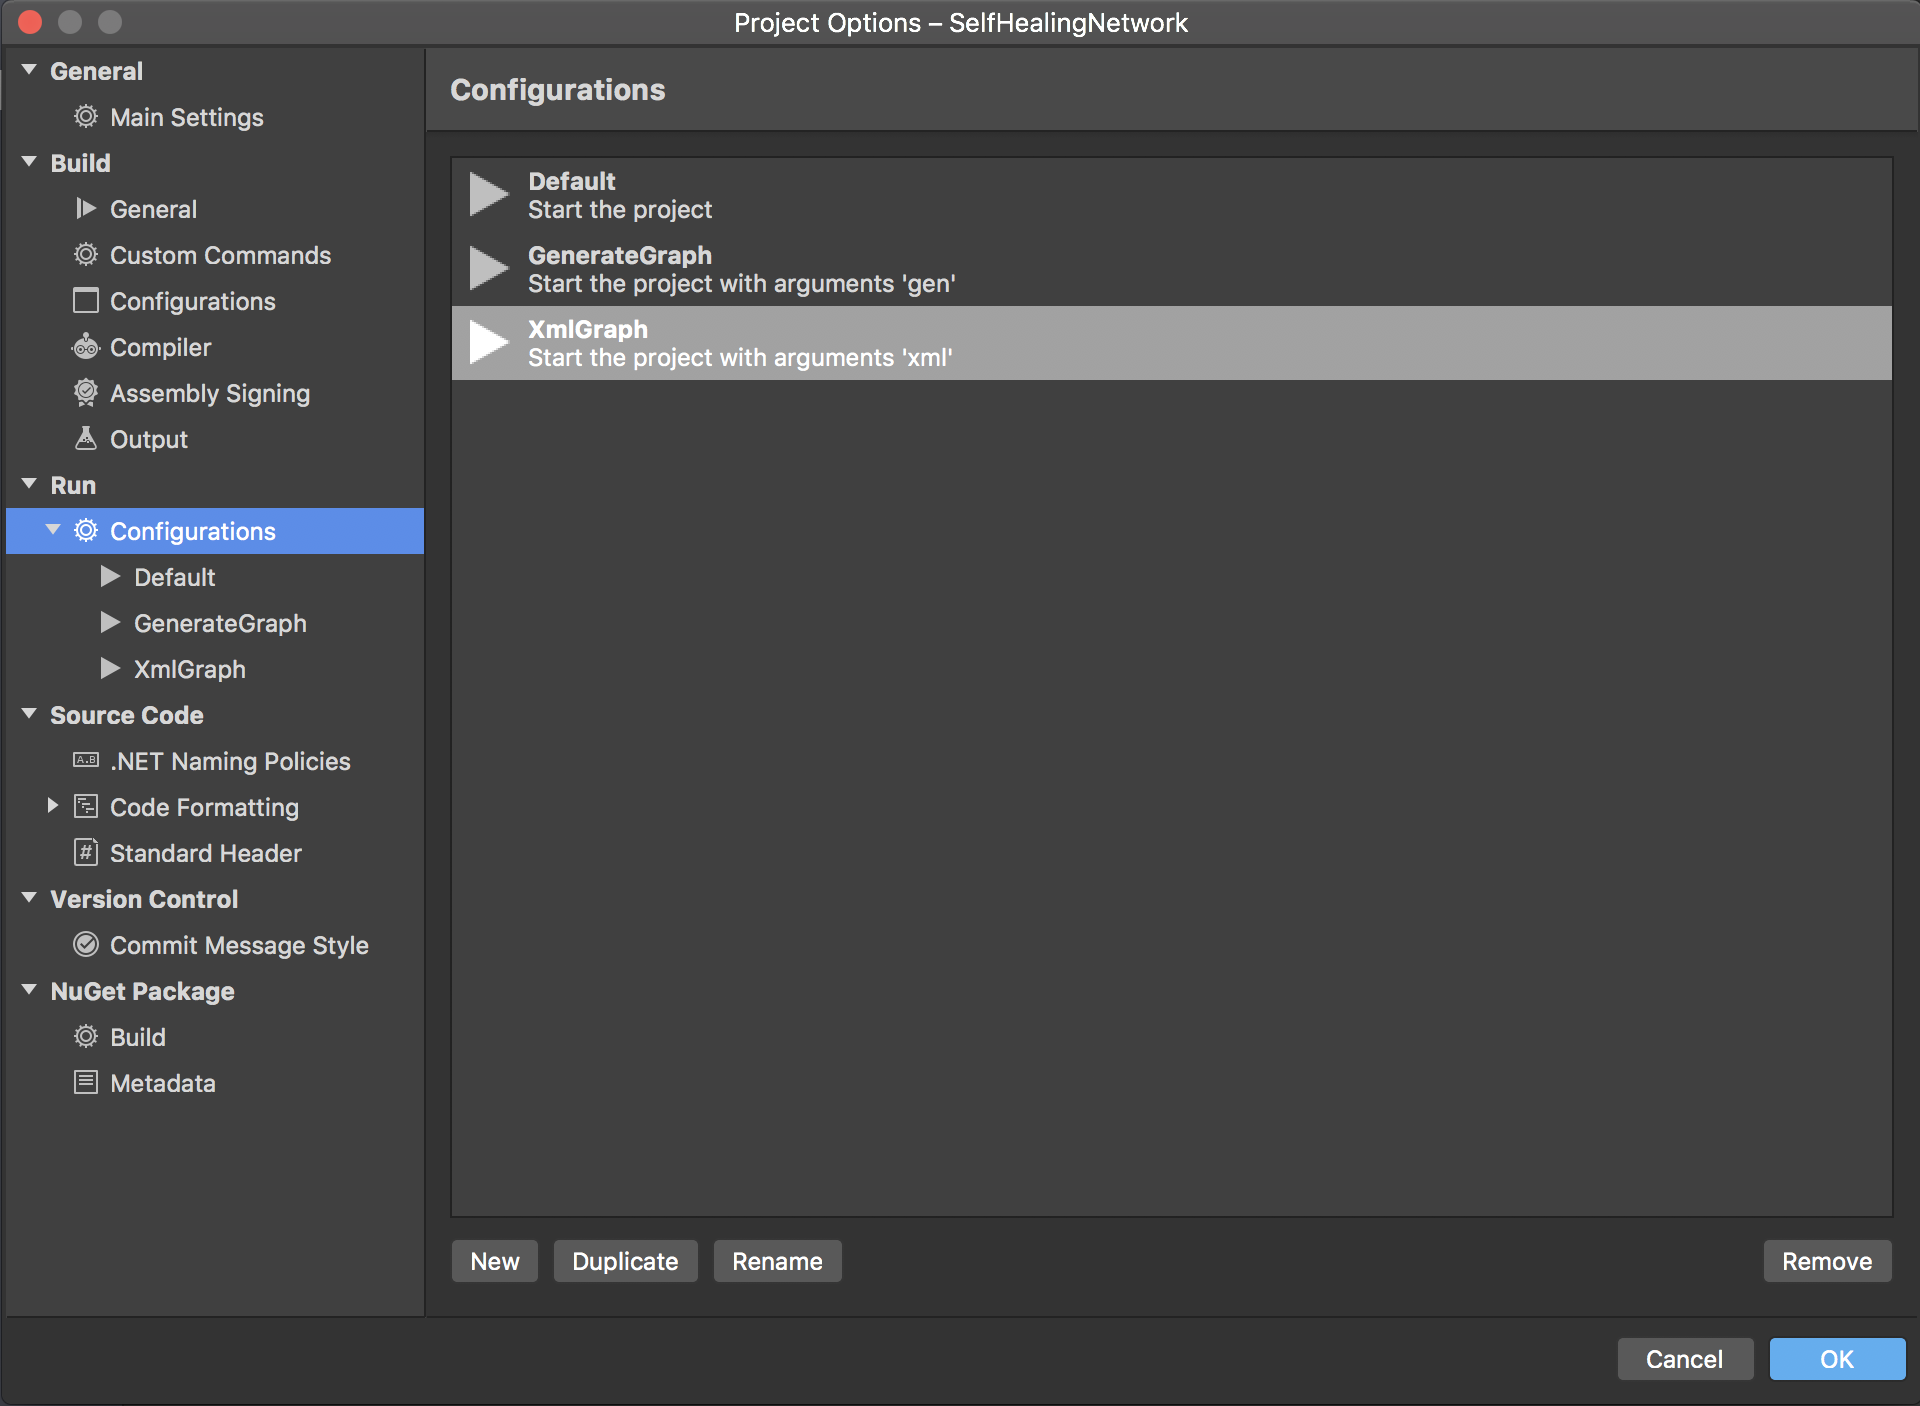 Project Options – SelfHealingNetwork
General
Main Settings
Build
General
Custom Commands
Configurations
Compiler
Assembly Signing
Output
Run
Configurations
Default
GenerateGraph
XmlGraph
Source Code
A.B .NET Naming Policies
Code Formatting
# Standard Header
Version Control
Commit Message Style
NuGet Package
Build
Metadata
Configurations
Default
Start the project
GenerateGraph
Start the project with arguments 'gen'
XmlGraph
Start the project with arguments 'xml'
New Duplicate Rename Remove
Cancel OK